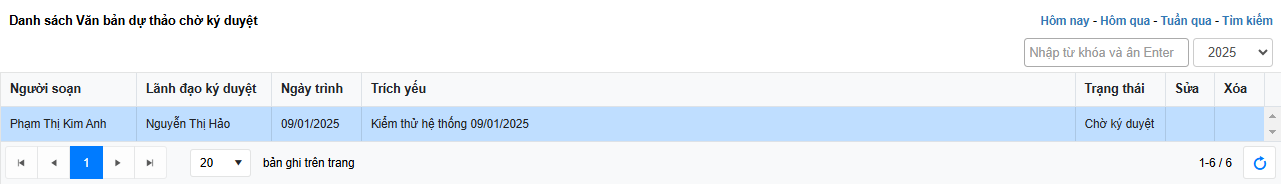 Danh sách Văn bản dự thảo chờ ký duyệt
Hôm nay - Hôm qua - Tuần qua - Tìm kiếm
Nhập từ khóa và ân Enter 2025
Người soạn Lãnh đạo ký duyệt Ngày trình Trích yếu Trạng thái Sửa Xóa
Phạm Thị Kim Anh Nguyễn Thị Hảo 09/01/2025 Kiểm thử hệ thống 09/01/2025 Chờ ký duyệt
1 20 bản ghi trên trang 1-6 / 6